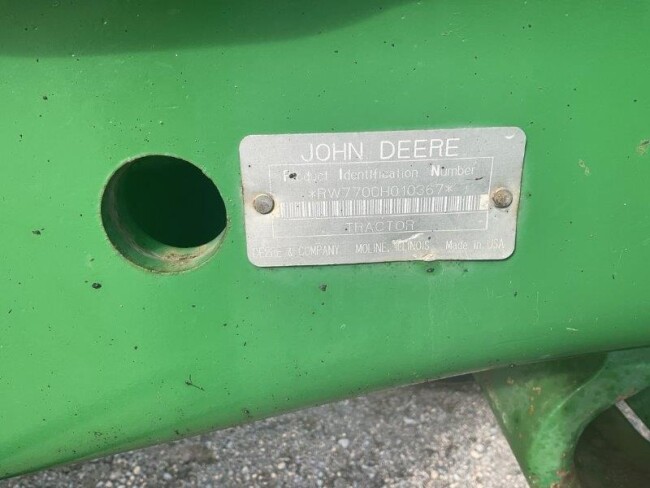 JOHN DEERE
Product Identification Number
*RW7700H010367*
TRACTOR
DEERE & COMPANY MOLINE, ILLINOIS Made in USA